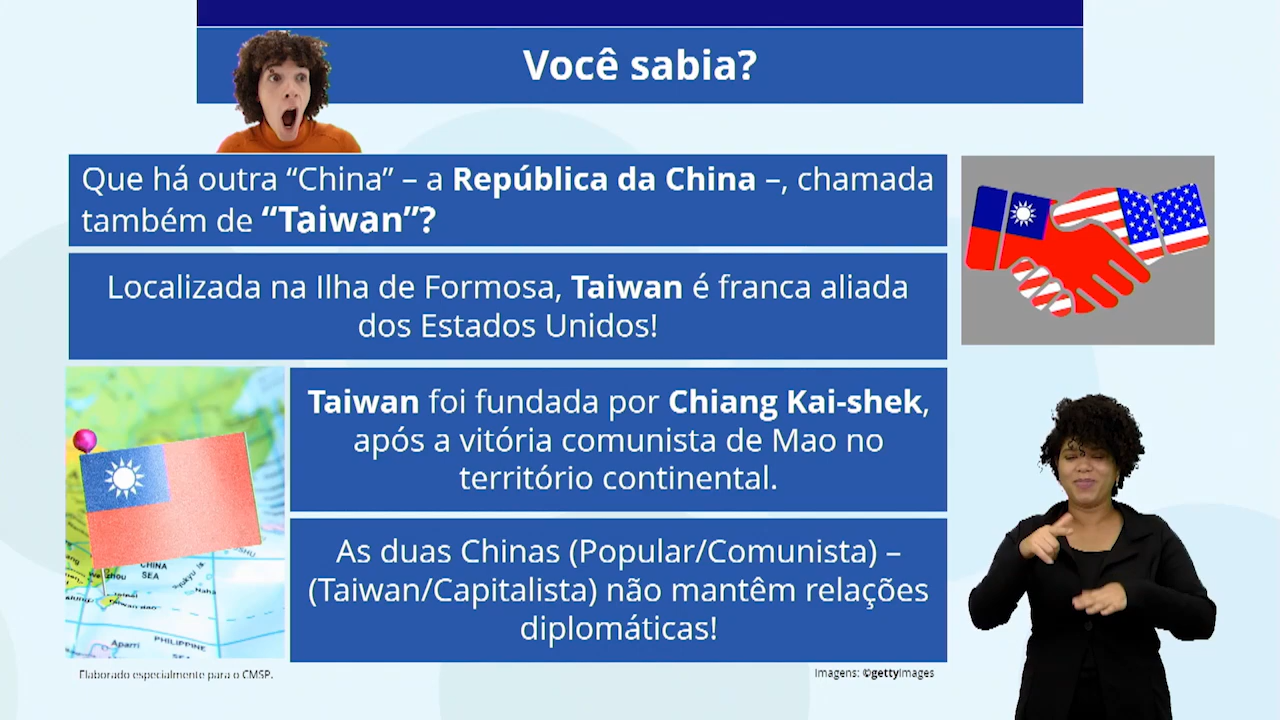 Você sabia?
Que há outra “China” – a República da China –, chamada
também de “Taiwan”?
Localizada na Ilha de Formosa, Taiwan é franca aliada
dos Estados Unidos!
Taiwan foi fundada por Chiang Kai-shek,
após a vitória comunista de Mao no
território continental.
As duas Chinas (Popular/Comunista) –
(Taiwan/Capitalista) não mantêm relações
diplomáticas!
CHINA
SEA
Naha
Aparri
PHILIPPINE
Elaborado especialmente para o CMSP.
Imagens: ©gettyimages